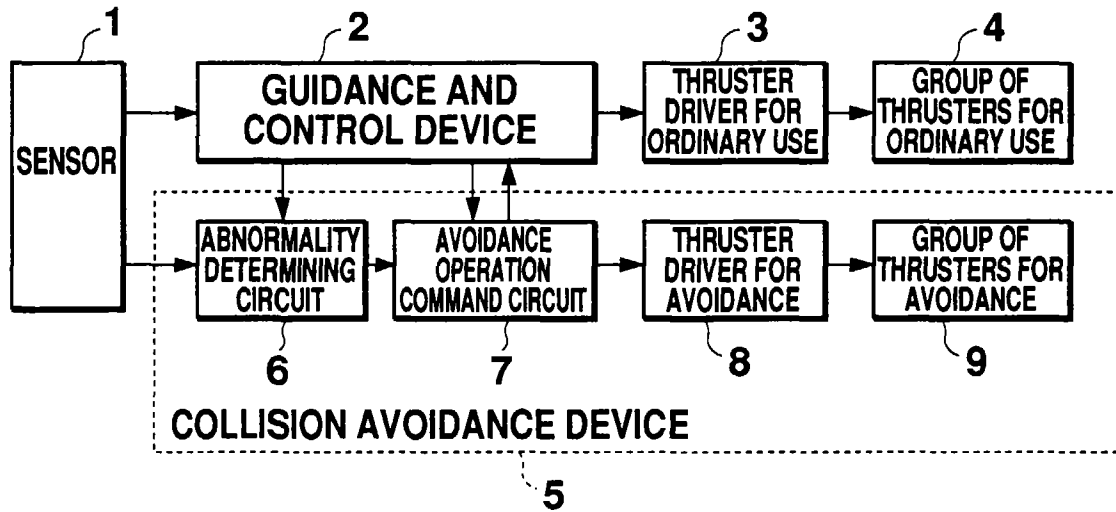 1
2
3
4
SENSOR
GUIDANCE AND
CONTROL DEVICE
THRUSTER
DRIVER FOR
ORDINARY USE
GROUP OF
THRUSTERS FOR
ORDINARY USE
ABNORMALITY
DETERMINING
CIRCUIT
AVOIDANCE
OPERATION
COMMAND CIRCUIT
THRUSTER
DRIVER FOR
AVOIDANCE
GROUP OF
THRUSTERS FOR
AVOIDANCE
6
7
8
9
COLLISION AVOIDANCE DEVICE
5